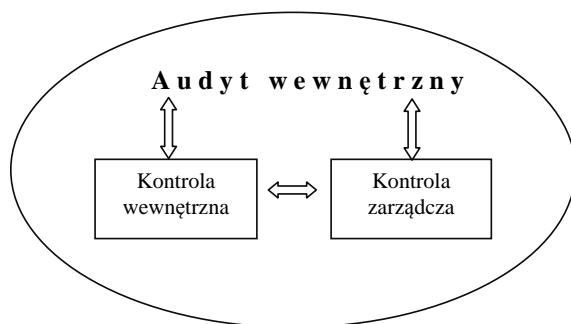 Audyt wewnętrzny
Kontrola
wewnętrzna
Kontrola
zarządcza